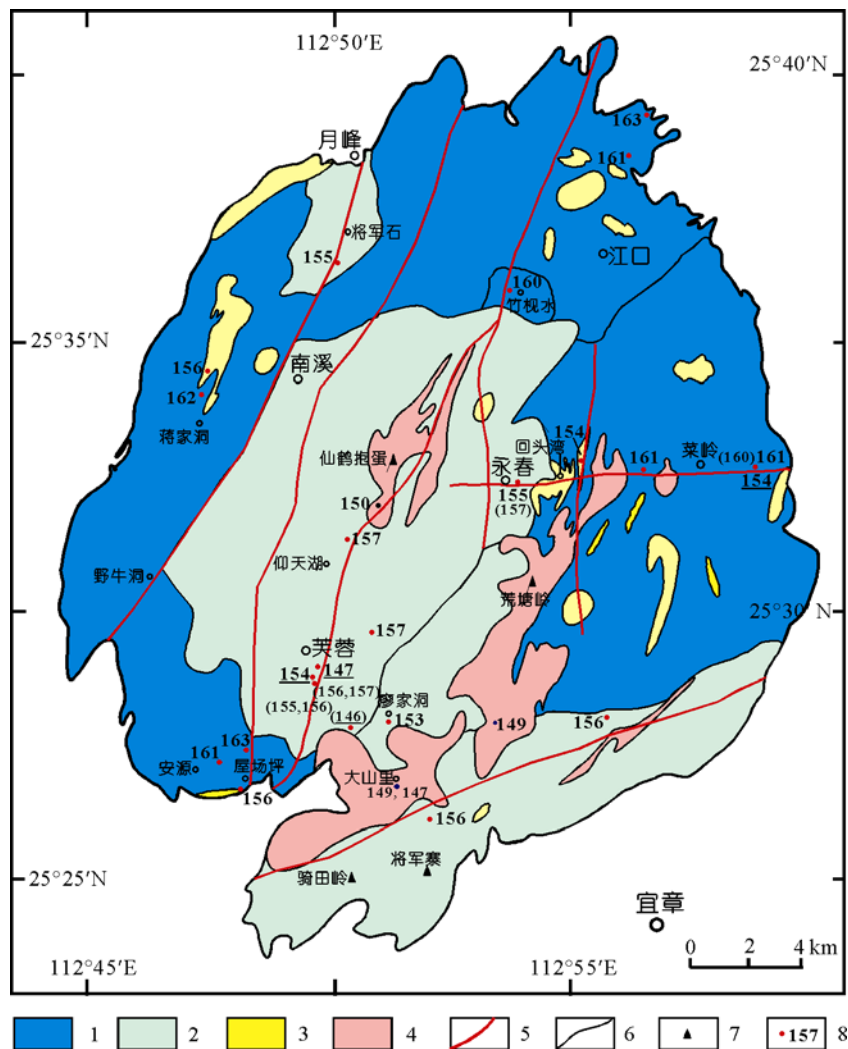 112°50′E
25°40′N
163
月峰
161
将军石
155
江口
160
竹枧水
25°35′N
南溪
156
162
蒋家洞
154
回头湾
菜岭
仙鹤抱蛋
永春
161
(160)
161
154
155
(157)
150
157
野牛洞
仰天湖
荒塘岭
25°30′N
157
芙蓉
154
147
(156,157)
(155,156)
(146)
廖家洞
153
149
156
163
161
安源
屋场坪
156
大山里
149, 147
156
将军寨
骑田岭
25°25′N
宜章
0 2 4 km
112°45′E
112°55′E
1 2 3 4 5 6 7 157 8